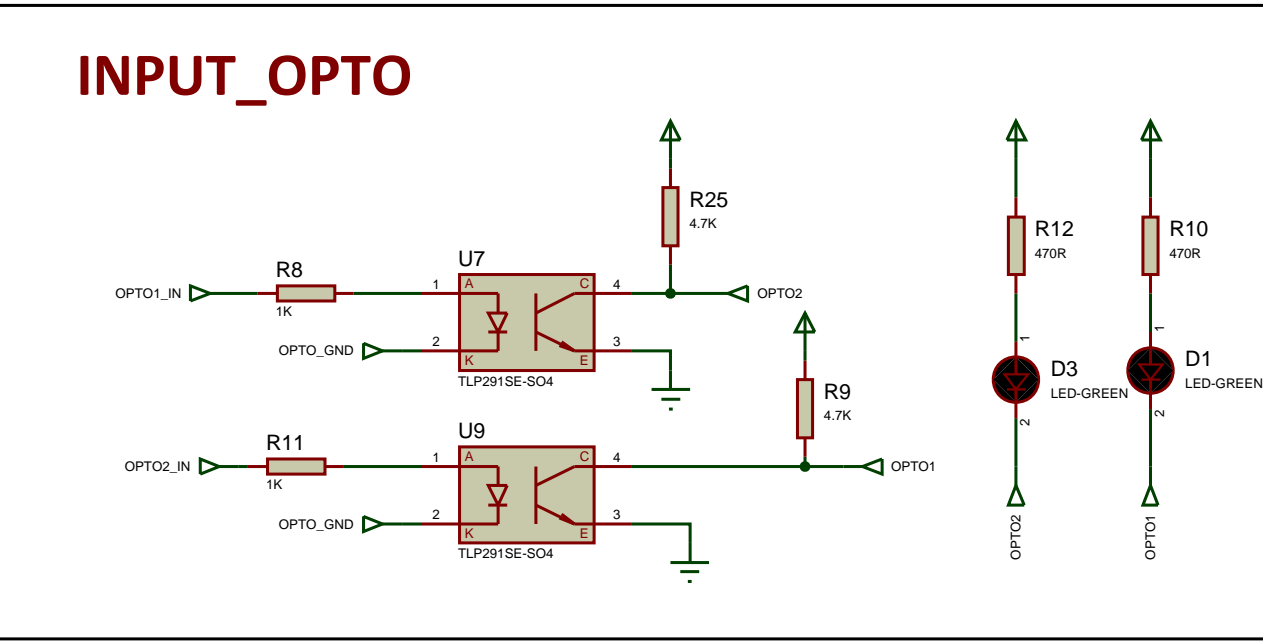 INPUT_OPTO
R25
4.7K
R12
470R
R10
470R
U7
R8
1K
OPTO1_IN
OPTO_GND
1
2
A
K
C
E
4
3
OPTO2
TLP291SE-SO4
R9
4.7K
1
2
D3
LED-GREEN
1
2
D1
LED-GREEN
U9
R11
1K
OPTO2_IN
OPTO_GND
1
2
A
K
C
E
4
3
OPTO1
TLP291SE-SO4
OPTO2
OPTO1